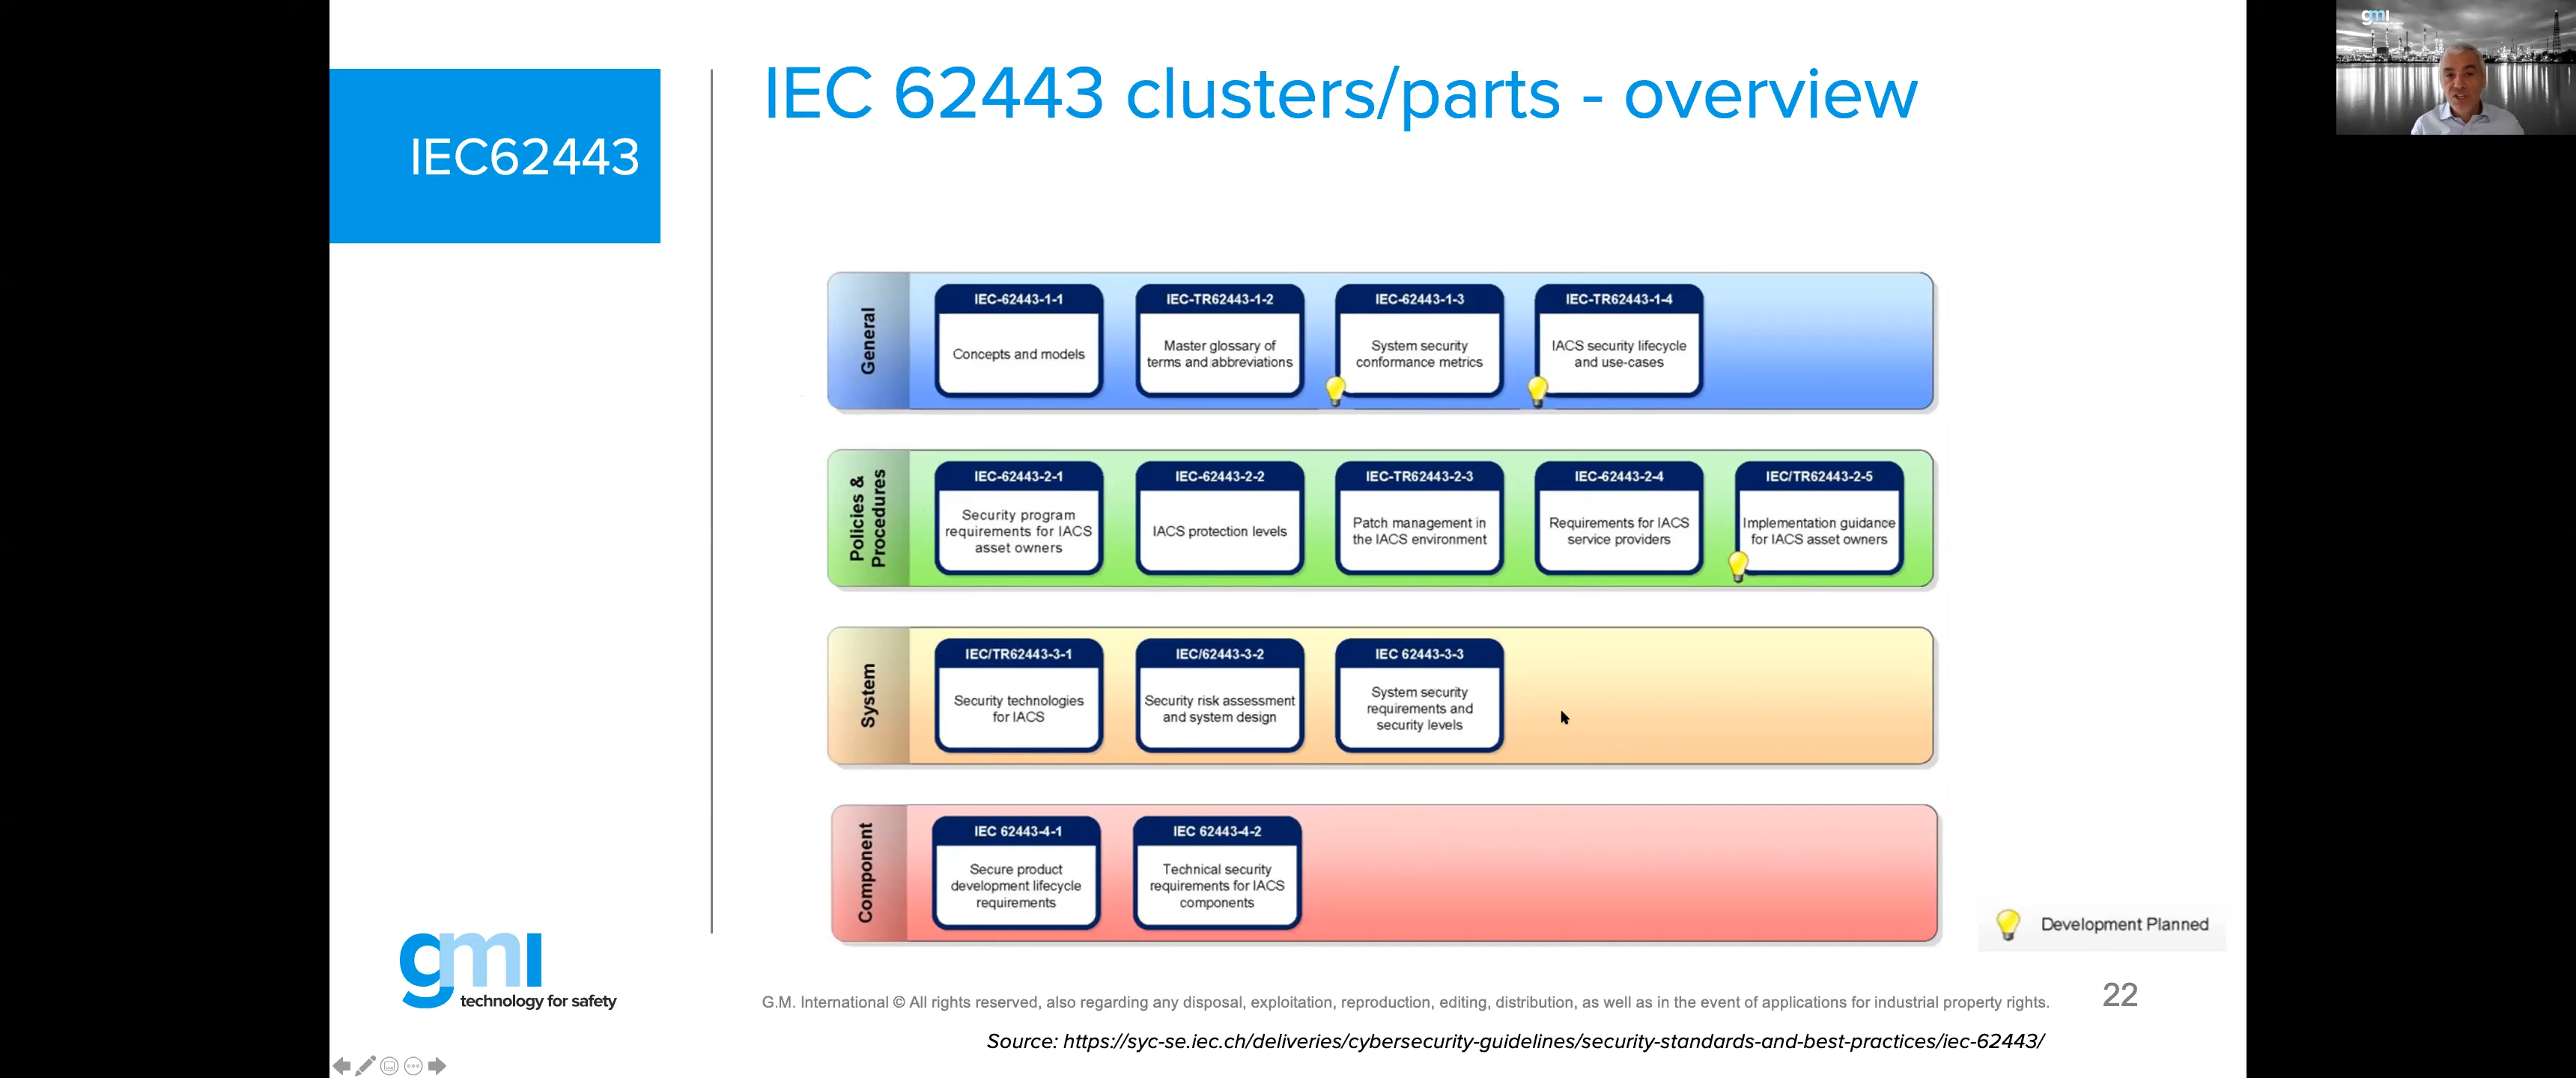 IEC62443
IEC 62443 clusters/parts - overview
gmi
General
IEC-62443-1-1
Concepts and models
IEC-TR62443-1-2
Master glossary of
terms and abbreviations
IEC-62443-1-3
System security
conformance metrics
IEC-TR62443-1-4
IACS security lifecycle
and use-cases
Policies &
Procedures
IEC-62443-2-1
Security program
requirements for IACS
asset owners
IEC-62443-2-2
IACS protection levels
IEC-TR62443-2-3
Patch management in
the IACS environment
IEC-62443-2-4
Requirements for IACS
service providers
IEC/TR62443-2-5
Implementation guidance
for IACS asset owners
System
IEC/TR62443-3-1
Security technologies
for IACS
IEC/62443-3-2
Security risk assessment
and system design
IEC 62443-3-3
System security
requirements and
security levels
Component
IEC 62443-4-1
Secure product
development lifecycle
requirements
IEC 62443-4-2
Technical security
requirements for IACS
components
Development Planned
gmi
technology for safety
G.M. International © All rights reserved, also regarding any disposal, exploitation, reproduction, editing, distribution, as well as in the event of applications for industrial property rights.
22
Source: https://syc-se.iec.ch/deliveries/cybersecurity-guidelines/security-standards-and-best-practices/iec-62443/